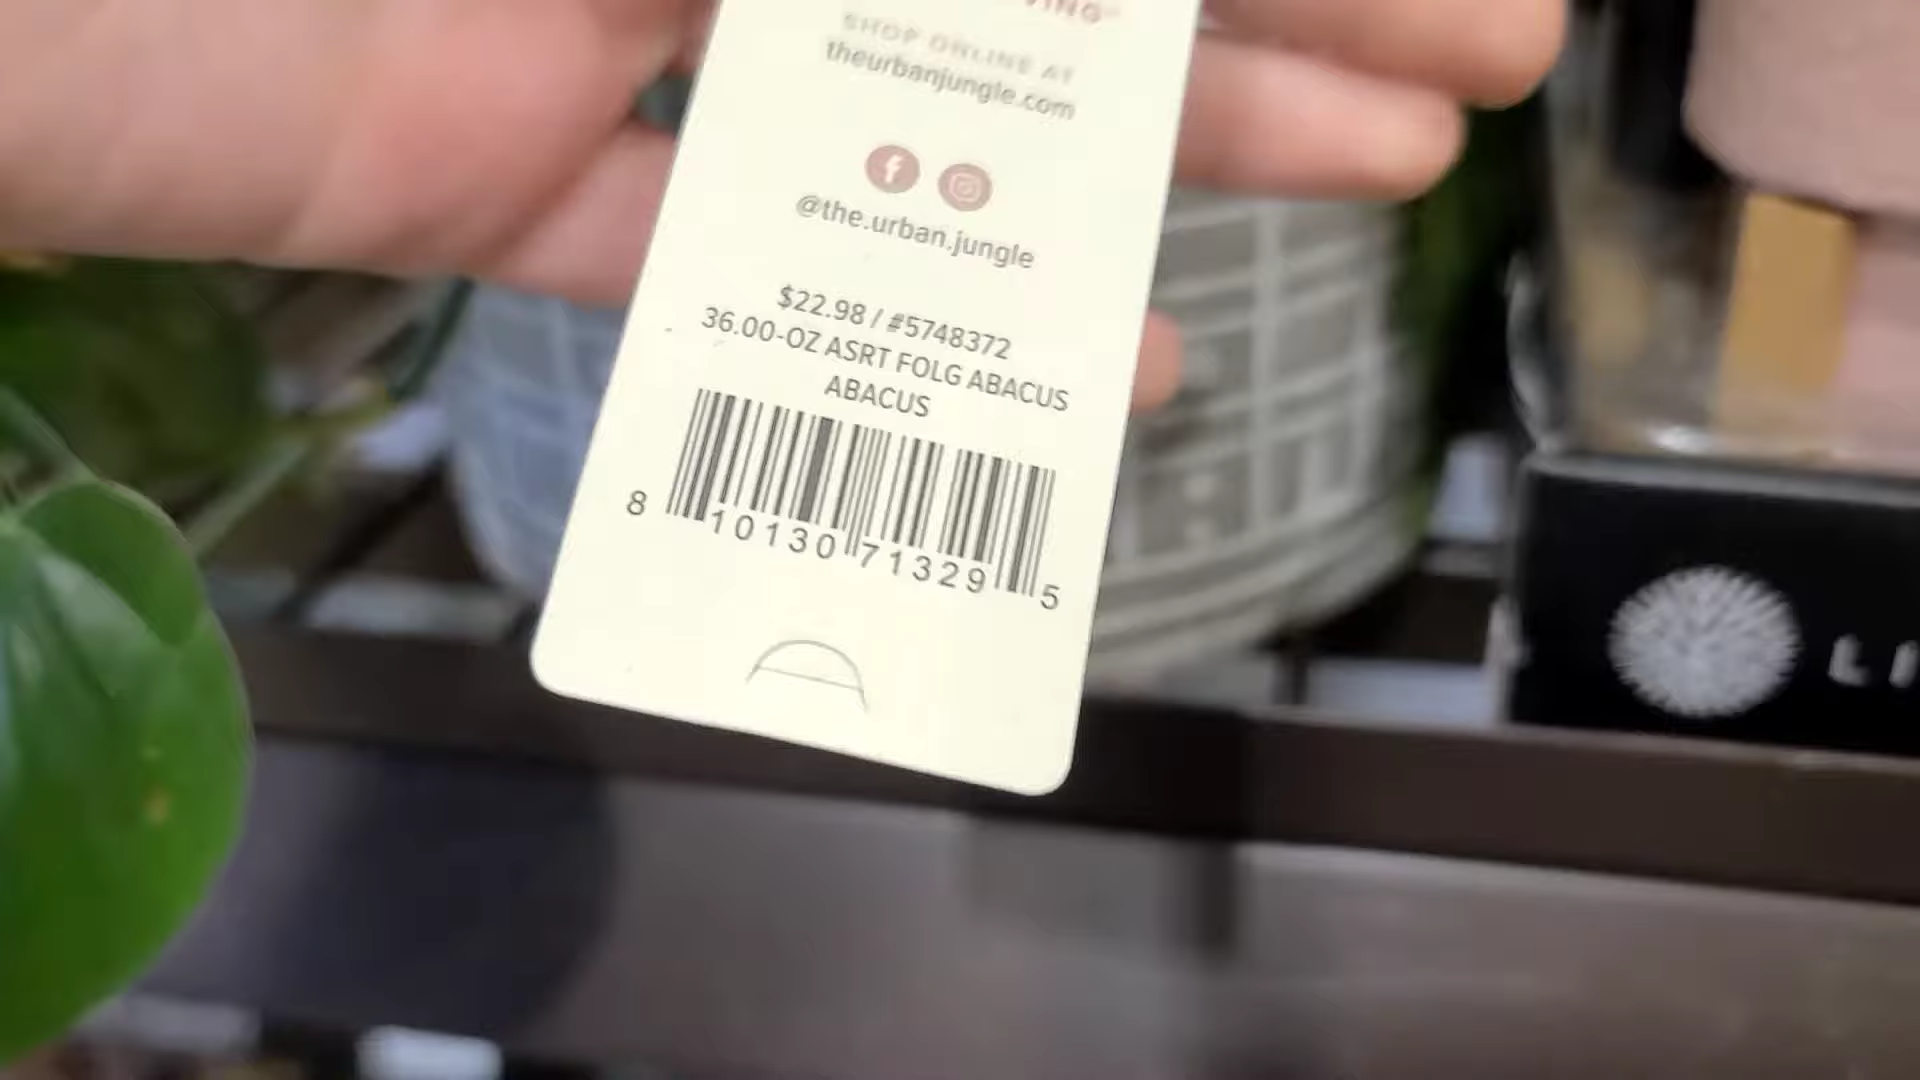 SHOP ONLINE AT
theurbanjungle.com
@the.urban.jungle
$22.98 / #5748372
36.00-OZ ASRT FOLG ABACUS
ABACUS
8 10130 71329 5
LI